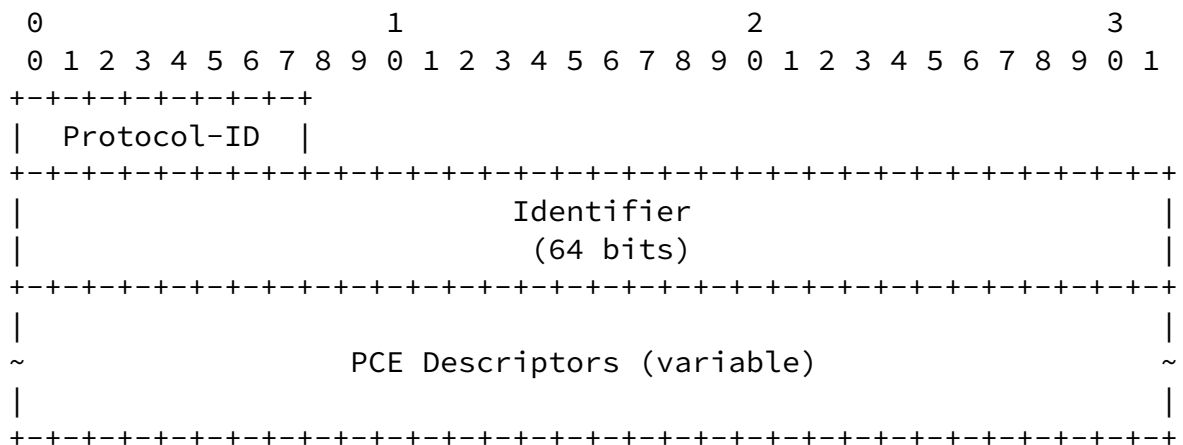 0                   1                   2                   3
 0 1 2 3 4 5 6 7 8 9 0 1 2 3 4 5 6 7 8 9 0 1 2 3 4 5 6 7 8 9 0 1
+-+-+-+-+-+-+-+-+
|  Protocol-ID  |
+-+-+-+-+-+-+-+-+-+-+-+-+-+-+-+-+-+-+-+-+-+-+-+-+-+-+-+-+-+-+-+-+
|                           Identifier                          |
|                            (64 bits)                          |
+-+-+-+-+-+-+-+-+-+-+-+-+-+-+-+-+-+-+-+-+-+-+-+-+-+-+-+-+-+-+-+-+
|                                                               |
~                  PCE Descriptors (variable)                   ~
|                                                               |
+-+-+-+-+-+-+-+-+-+-+-+-+-+-+-+-+-+-+-+-+-+-+-+-+-+-+-+-+-+-+-+-+